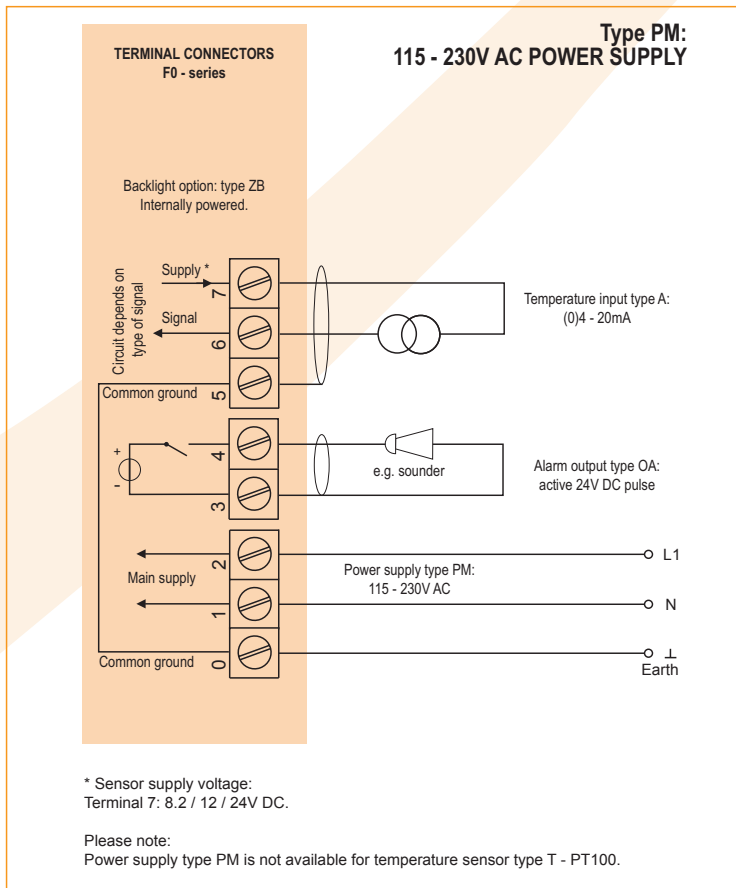 Type PM:
115 - 230V AC POWER SUPPLY
TERMINAL CONNECTORS
F0 - series
Backlight option: type ZB
Internally powered.
Circuit depends on
type of signal
Supply *
7
Signal
6
Common ground
5
Temperature input type A:
(0)4 - 20mA
+
-
4
3
e.g. sounder
Alarm output type OA:
active 24V DC pulse
Main supply
2
1
Power supply type PM:
115 - 230V AC
L1
N
Common ground
0
Earth
* Sensor supply voltage:
Terminal 7: 8.2 / 12 / 24V DC.
Please note:
Power supply type PM is not available for temperature sensor type T - PT100.